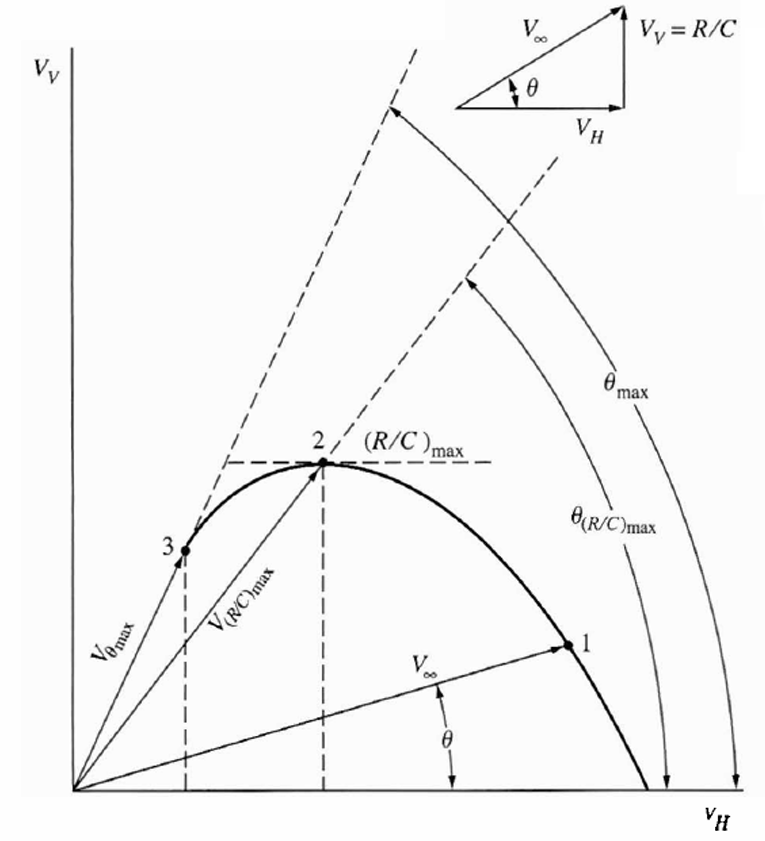 V∞
V_V = R/C
θ
V_H
V_V
θ_max
2
(R/C)_max
θ_(R/C)max
3
V_θmax
V_(R/C)max
V∞
1
θ
V_H